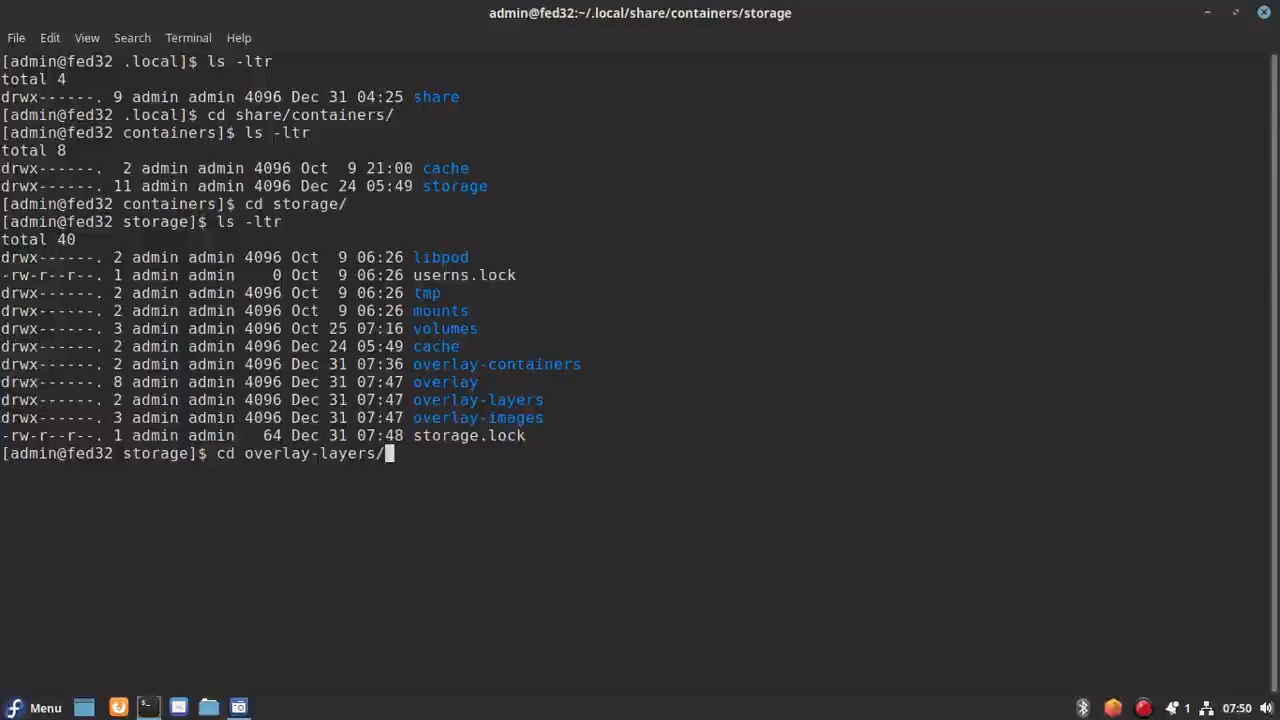 admin@fed32:~/.local/share/containers/storage
File Edit View Search Terminal Help
[admin@fed32 .local]$ ls -ltr
total 4
drwx------. 9 admin admin 4096 Dec 31 04:25 share
[admin@fed32 .local]$ cd share/containers/
[admin@fed32 containers]$ ls -ltr
total 8
drwx------.  2 admin admin 4096 Oct  9 21:00 cache
drwx------. 11 admin admin 4096 Dec 24 05:49 storage
[admin@fed32 containers]$ cd storage/
[admin@fed32 storage]$ ls -ltr
total 40
drwx------. 2 admin admin 4096 Oct  9 06:26 libpod
-rw-r--r--. 1 admin admin    0 Oct  9 06:26 userns.lock
drwx------. 2 admin admin 4096 Oct  9 06:26 tmp
drwx------. 2 admin admin 4096 Oct  9 06:26 mounts
drwx------. 3 admin admin 4096 Oct 25 07:16 volumes
drwx------. 2 admin admin 4096 Dec 24 05:49 cache
drwx------. 2 admin admin 4096 Dec 31 07:36 overlay-containers
drwx------. 8 admin admin 4096 Dec 31 07:47 overlay
drwx------. 2 admin admin 4096 Dec 31 07:47 overlay-layers
drwx------. 3 admin admin 4096 Dec 31 07:47 overlay-images
-rw-r--r--. 1 admin admin   64 Dec 31 07:48 storage.lock
[admin@fed32 storage]$ cd overlay-layers/
Menu 1 07:50